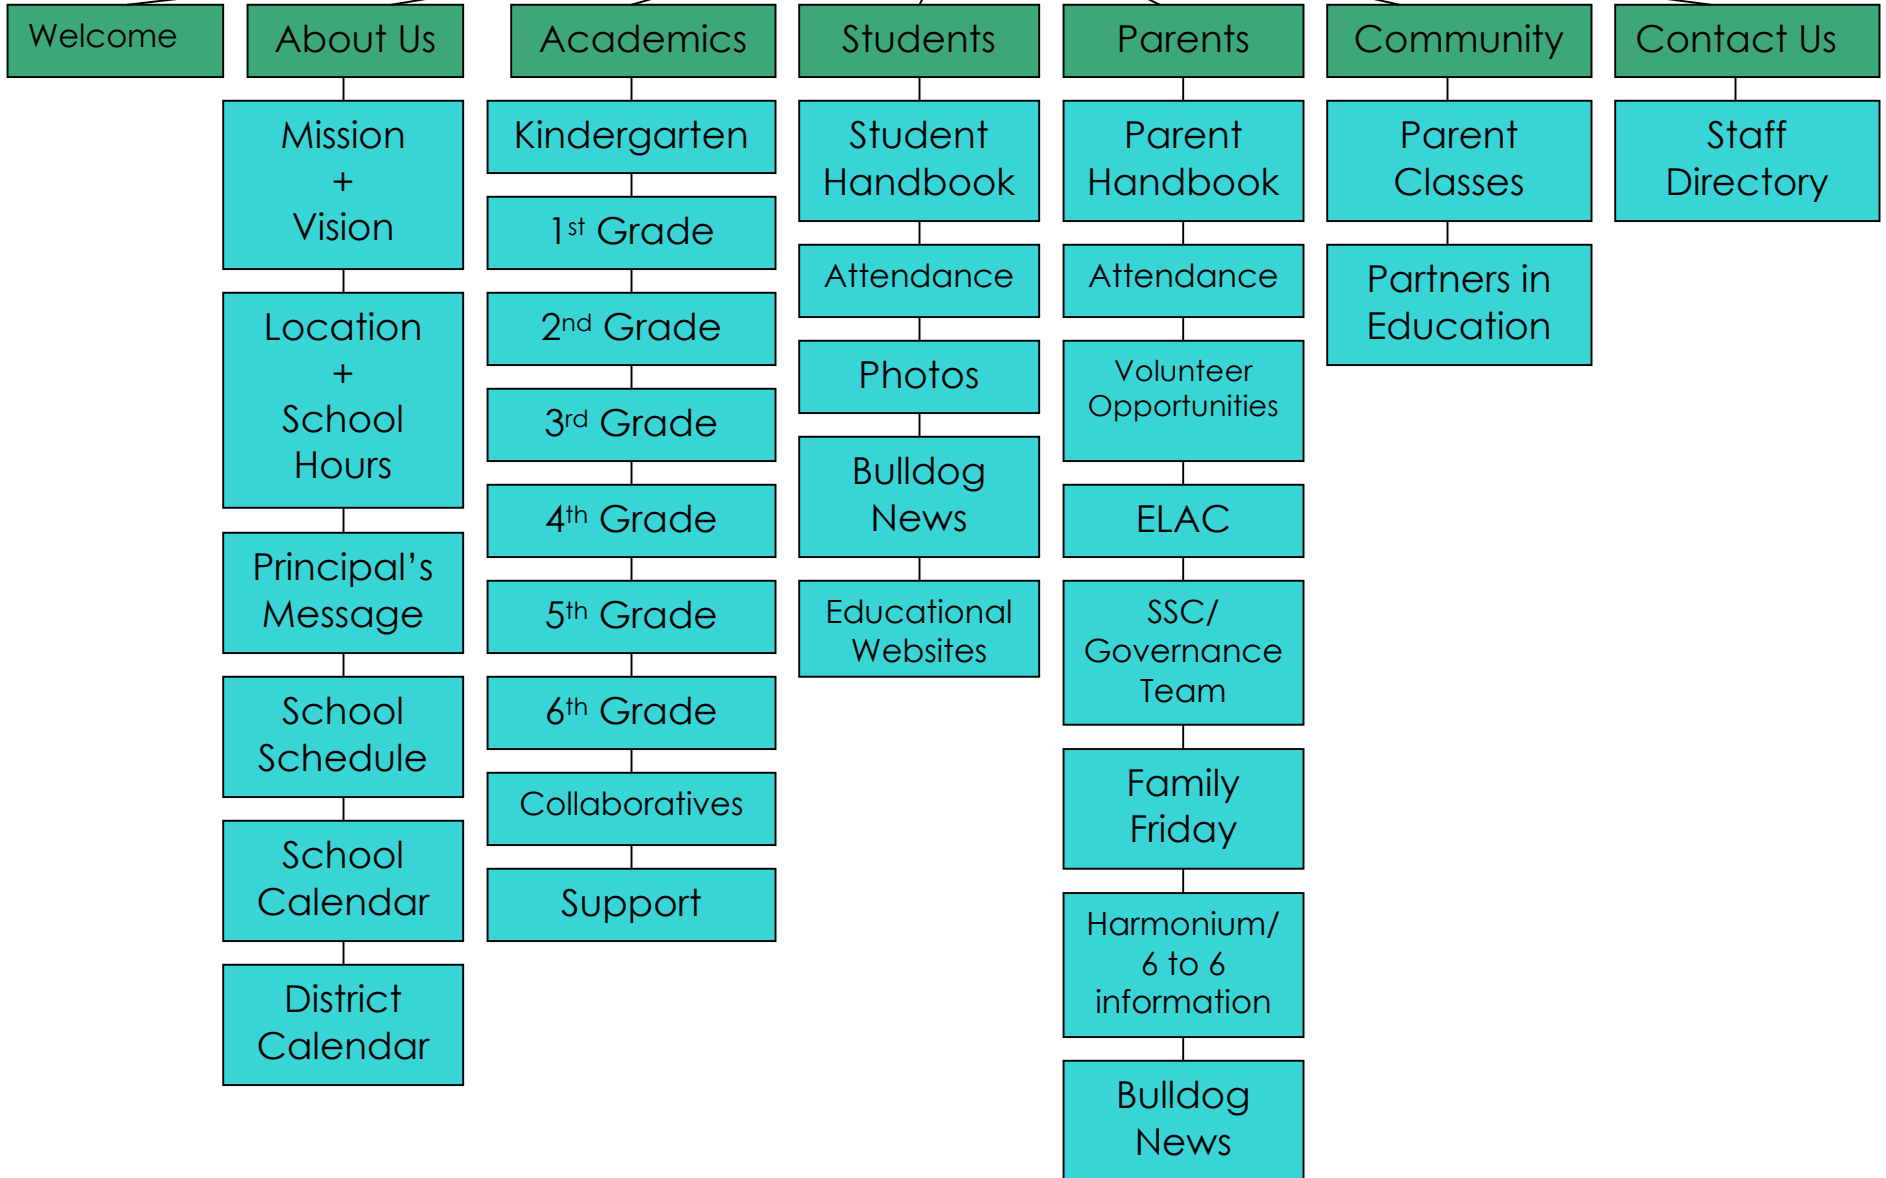 Welcome
About Us
Academics
Students
Parents
Community
Contact Us
Mission
+
Vision
Location
+
School
Hours
Principal’s
Message
School
Schedule
School
Calendar
District
Calendar
Kindergarten
1st Grade
2nd Grade
3rd Grade
4th Grade
5th Grade
6th Grade
Collaboratives
Support
Student
Handbook
Attendance
Photos
Bulldog
News
Educational
Websites
Parent
Handbook
Attendance
Volunteer
Opportunities
ELAC
SSC/
Governance
Team
Family
Friday
Harmonium/
6 to 6
information
Bulldog
News
Parent
Classes
Partners in
Education
Staff
Directory